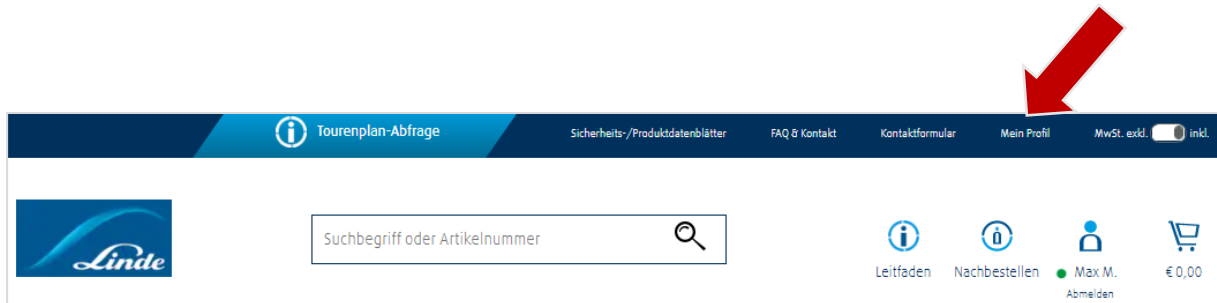 Tourenplan-Abfrage
Sicherheits-/Produktdatenblätter
FAQ & Kontakt
Kontaktformular
Mein Profil
MwSt. exkl. inkl.
Linde
Suchbegriff oder Artikelnummer
Leitfaden
Nachbestellen
Max M.
€ 0,00
Abmelden